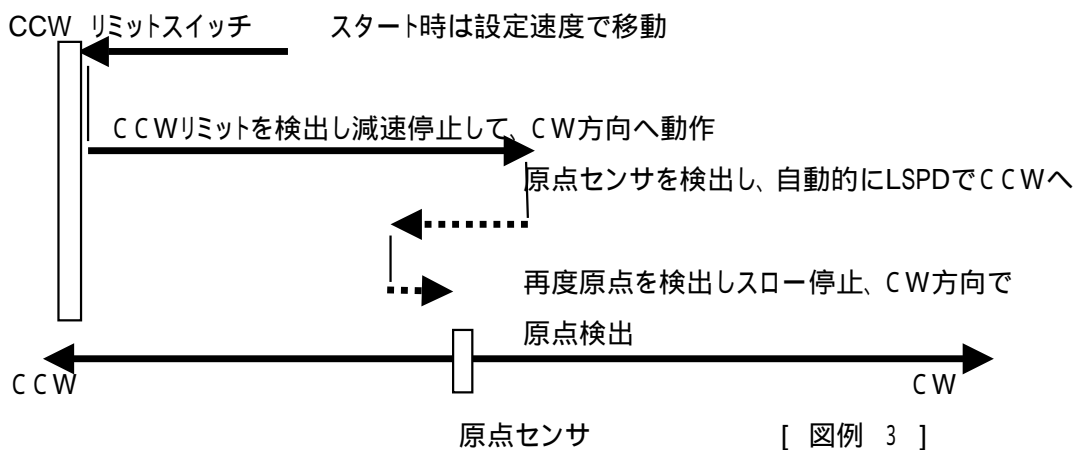 CCW リミットスイッチ スタート時は設定速度で移動
CCWリミットを検出し減速停止して、CW方向へ動作
原点センサを検出し、自動的にLSPDでCCWへ
再度原点を検出しスロー停止、CW方向で
原点検出
CCW CW
原点センサ [ 図例 3 ]